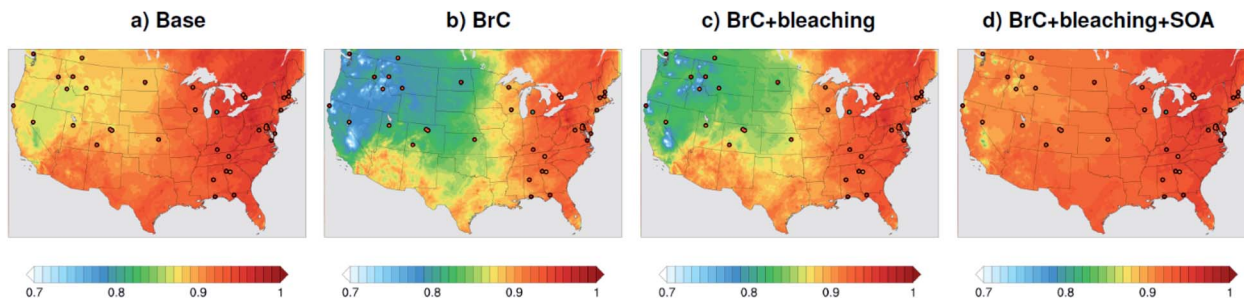 a) Base
b) BrC
c) BrC+bleaching
d) BrC+bleaching+SOA
0.7 0.8 0.9 1
0.7 0.8 0.9 1
0.7 0.8 0.9 1
0.7 0.8 0.9 1